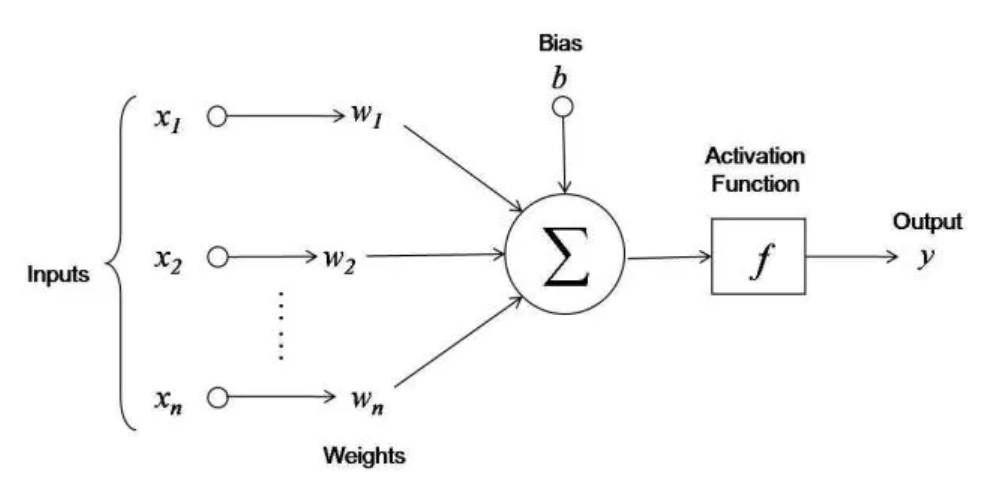 Bias
b
x₁ w₁
Activation
Function
Output
Inputs
x₂ w₂
Σ
f
y
xₙ wₙ
Weights